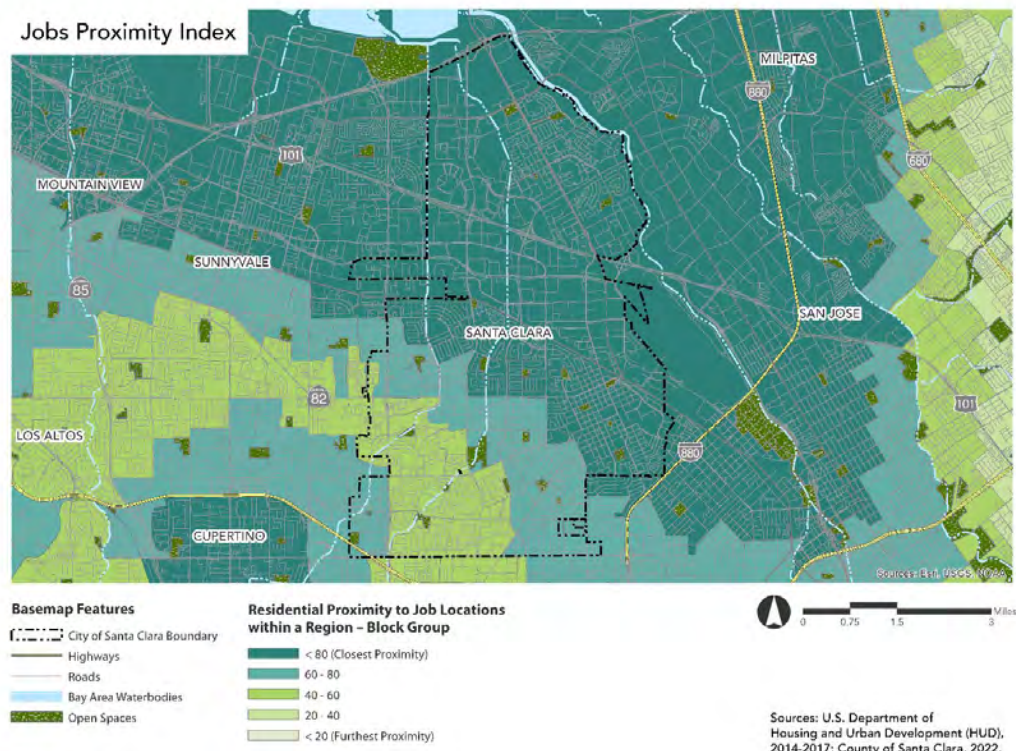 Jobs Proximity Index
MILPITAS
880
101
680
MOUNTAIN VIEW
SUNNYVALE
85
SAN JOSE
SANTA CLARA
82
101
LOS ALTOS
880
CUPERTINO
Sources: Esri, USGS, NOAA
Basemap Features
City of Santa Clara Boundary
Highways
Roads
Bay Area Waterbodies
Open Spaces
Residential Proximity to Job Locations
within a Region – Block Group
< 80 (Closest Proximity)
60 - 80
40 - 60
20 - 40
< 20 (Furthest Proximity)
Miles
0 0.75 1.5 3
Sources: U.S. Department of
Housing and Urban Development (HUD),
2014-2017; County of Santa Clara, 2022.